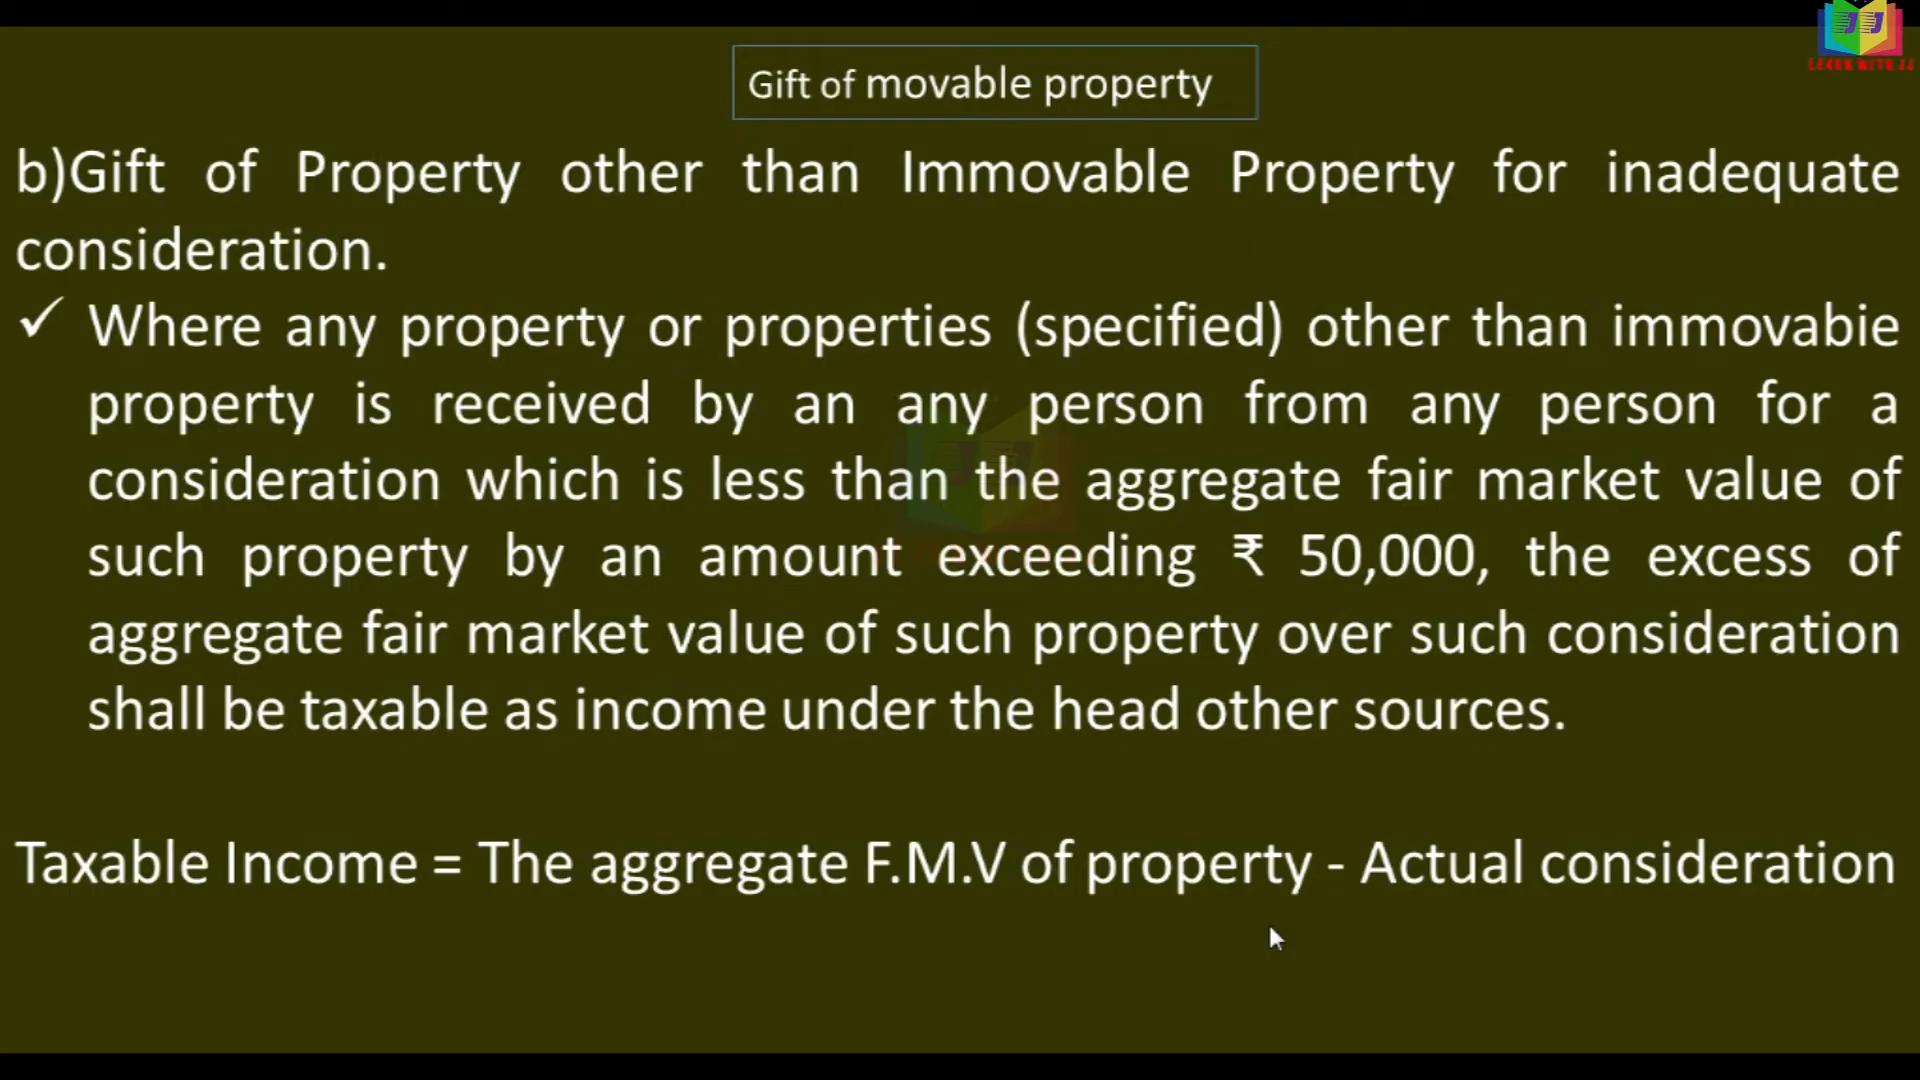 LEARN WITH JJ
Gift of movable property
b)Gift of Property other than Immovable Property for inadequate
consideration.
✓ Where any property or properties (specified) other than immovabie
property is received by an any person from any person for a
consideration which is less than the aggregate fair market value of
such property by an amount exceeding ₹ 50,000, the excess of
aggregate fair market value of such property over such consideration
shall be taxable as income under the head other sources.
Taxable Income = The aggregate F.M.V of property - Actual consideration